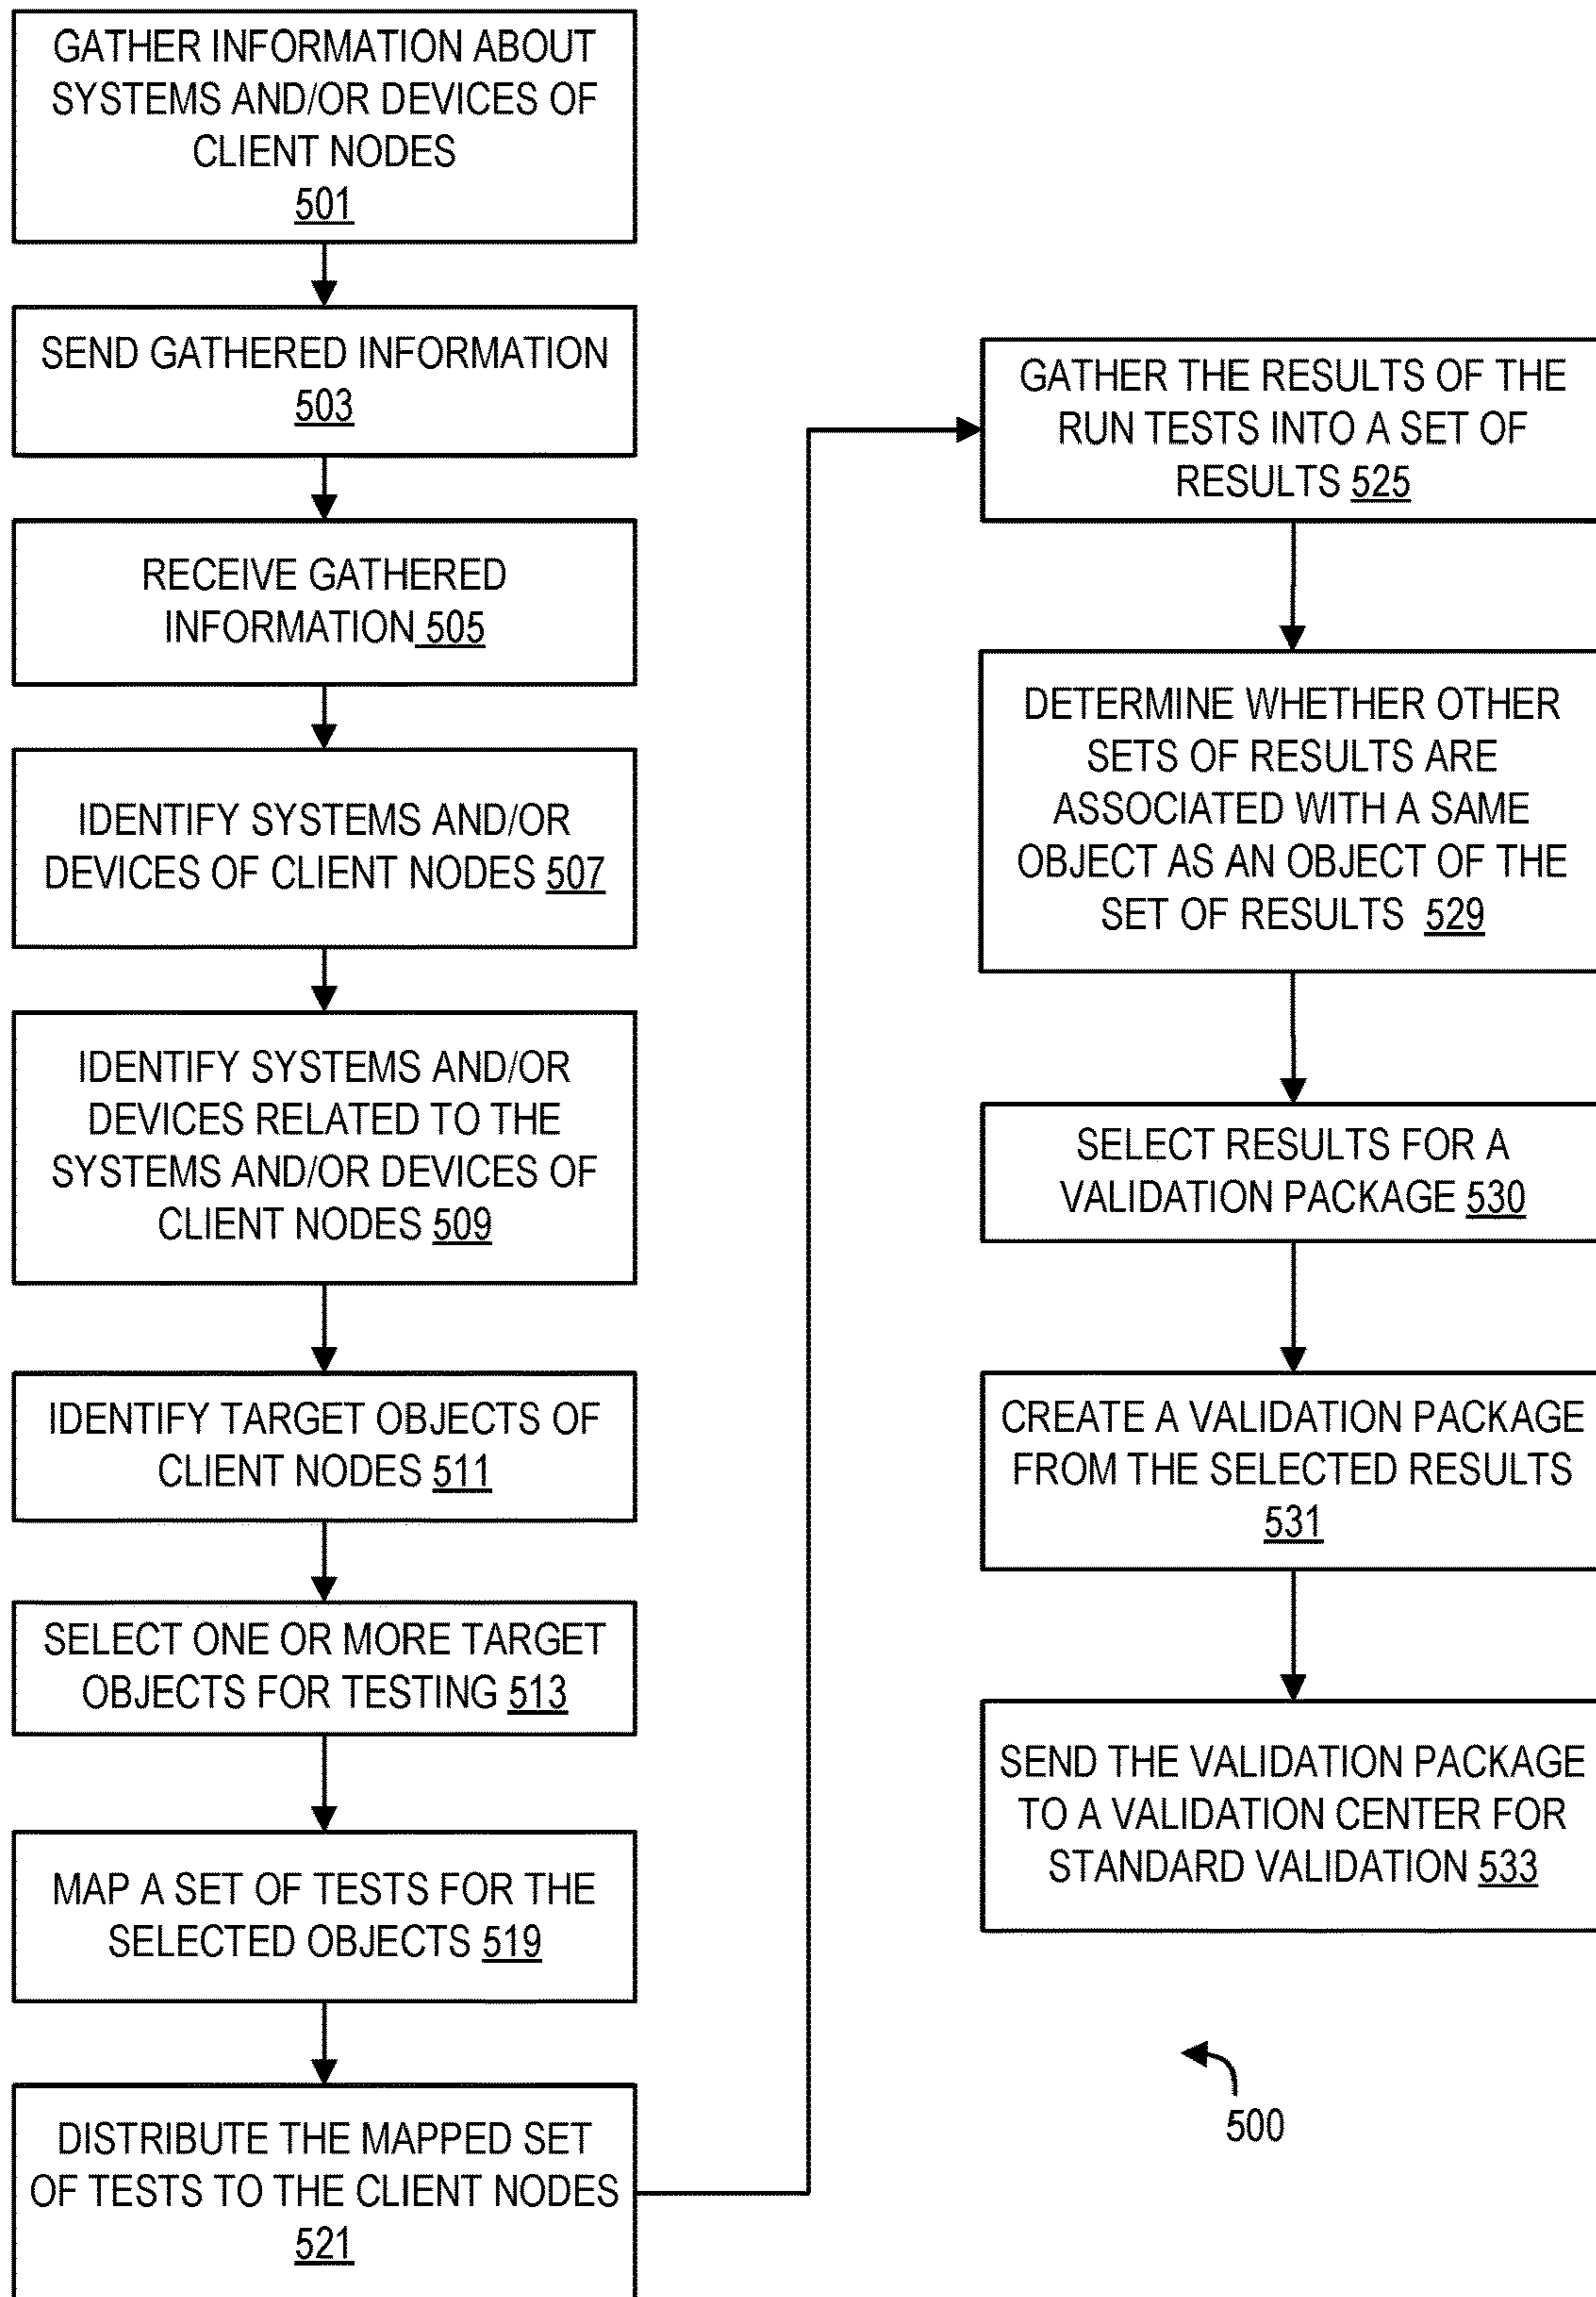 GATHER INFORMATION ABOUT
SYSTEMS AND/OR DEVICES OF
CLIENT NODES
501
SEND GATHERED INFORMATION
503
RECEIVE GATHERED
INFORMATION 505
IDENTIFY SYSTEMS AND/OR
DEVICES OF CLIENT NODES 507
IDENTIFY SYSTEMS AND/OR
DEVICES RELATED TO THE
SYSTEMS AND/OR DEVICES OF
CLIENT NODES 509
IDENTIFY TARGET OBJECTS OF
CLIENT NODES 511
SELECT ONE OR MORE TARGET
OBJECTS FOR TESTING 513
MAP A SET OF TESTS FOR THE
SELECTED OBJECTS 519
DISTRIBUTE THE MAPPED SET
OF TESTS TO THE CLIENT NODES
521
GATHER THE RESULTS OF THE
RUN TESTS INTO A SET OF
RESULTS 525
DETERMINE WHETHER OTHER
SETS OF RESULTS ARE
ASSOCIATED WITH A SAME
OBJECT AS AN OBJECT OF THE
SET OF RESULTS 529
SELECT RESULTS FOR A
VALIDATION PACKAGE 530
CREATE A VALIDATION PACKAGE
FROM THE SELECTED RESULTS
531
SEND THE VALIDATION PACKAGE
TO A VALIDATION CENTER FOR
STANDARD VALIDATION 533
500